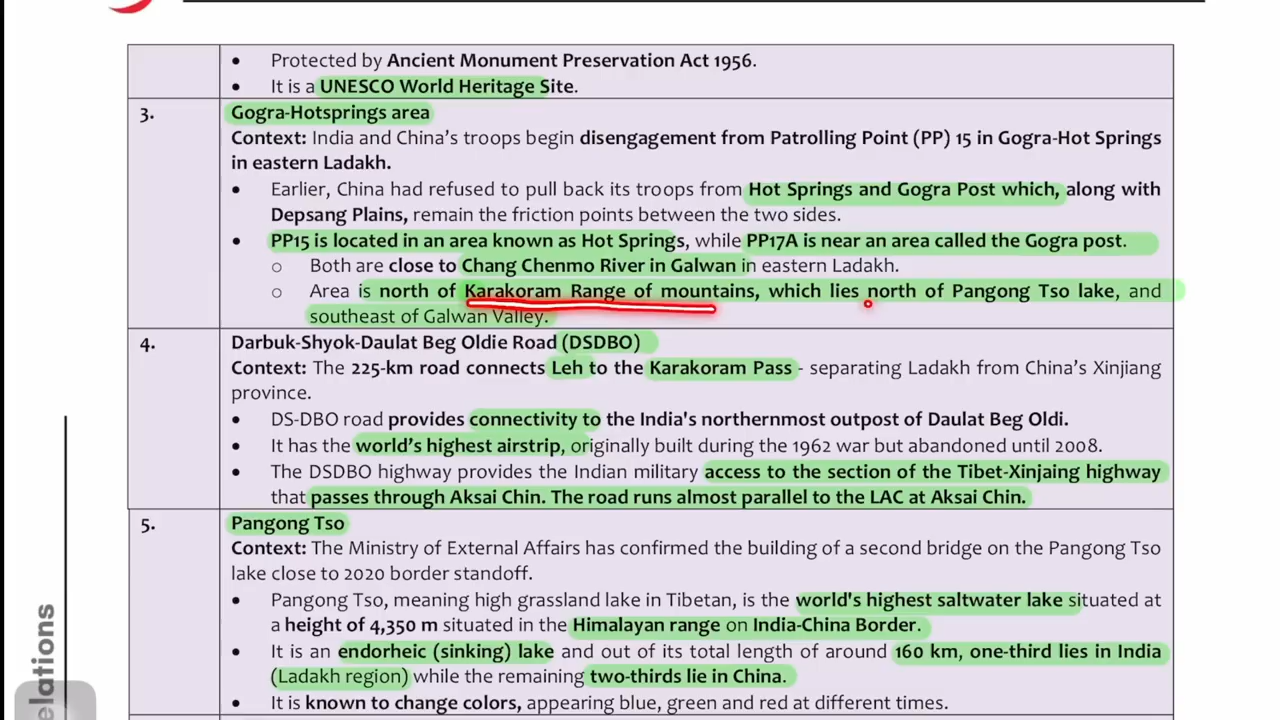 • Protected by Ancient Monument Preservation Act 1956.
• It is a UNESCO World Heritage Site.
3. Gogra-Hotsprings area
Context: India and China's troops begin disengagement from Patrolling Point (PP) 15 in Gogra-Hot Springs
in eastern Ladakh.
• Earlier, China had refused to pull back its troops from Hot Springs and Gogra Post which, along with
Depsang Plains, remain the friction points between the two sides.
• PP15 is located in an area known as Hot Springs, while PP17A is near an area called the Gogra post.
o Both are close to Chang Chenmo River in Galwan in eastern Ladakh.
o Area is north of Karakoram Range of mountains, which lies north of Pangong Tso lake, and
southeast of Galwan Valley.
4. Darbuk-Shyok-Daulat Beg Oldie Road (DSDBO)
Context: The 225-km road connects Leh to the Karakoram Pass - separating Ladakh from China's Xinjiang
province.
• DS-DBO road provides connectivity to the India's northernmost outpost of Daulat Beg Oldi.
• It has the world's highest airstrip, originally built during the 1962 war but abandoned until 2008.
• The DSDBO highway provides the Indian military access to the section of the Tibet-Xinjaing highway
that passes through Aksai Chin. The road runs almost parallel to the LAC at Aksai Chin.
5. Pangong Tso
Context: The Ministry of External Affairs has confirmed the building of a second bridge on the Pangong Tso
lake close to 2020 border standoff.
• Pangong Tso, meaning high grassland lake in Tibetan, is the world's highest saltwater lake situated at
a height of 4,350 m situated in the Himalayan range on India-China Border.
• It is an endorheic (sinking) lake and out of its total length of around 160 km, one-third lies in India
(Ladakh region) while the remaining two-thirds lie in China.
• It is known to change colors, appearing blue, green and red at different times.
elations